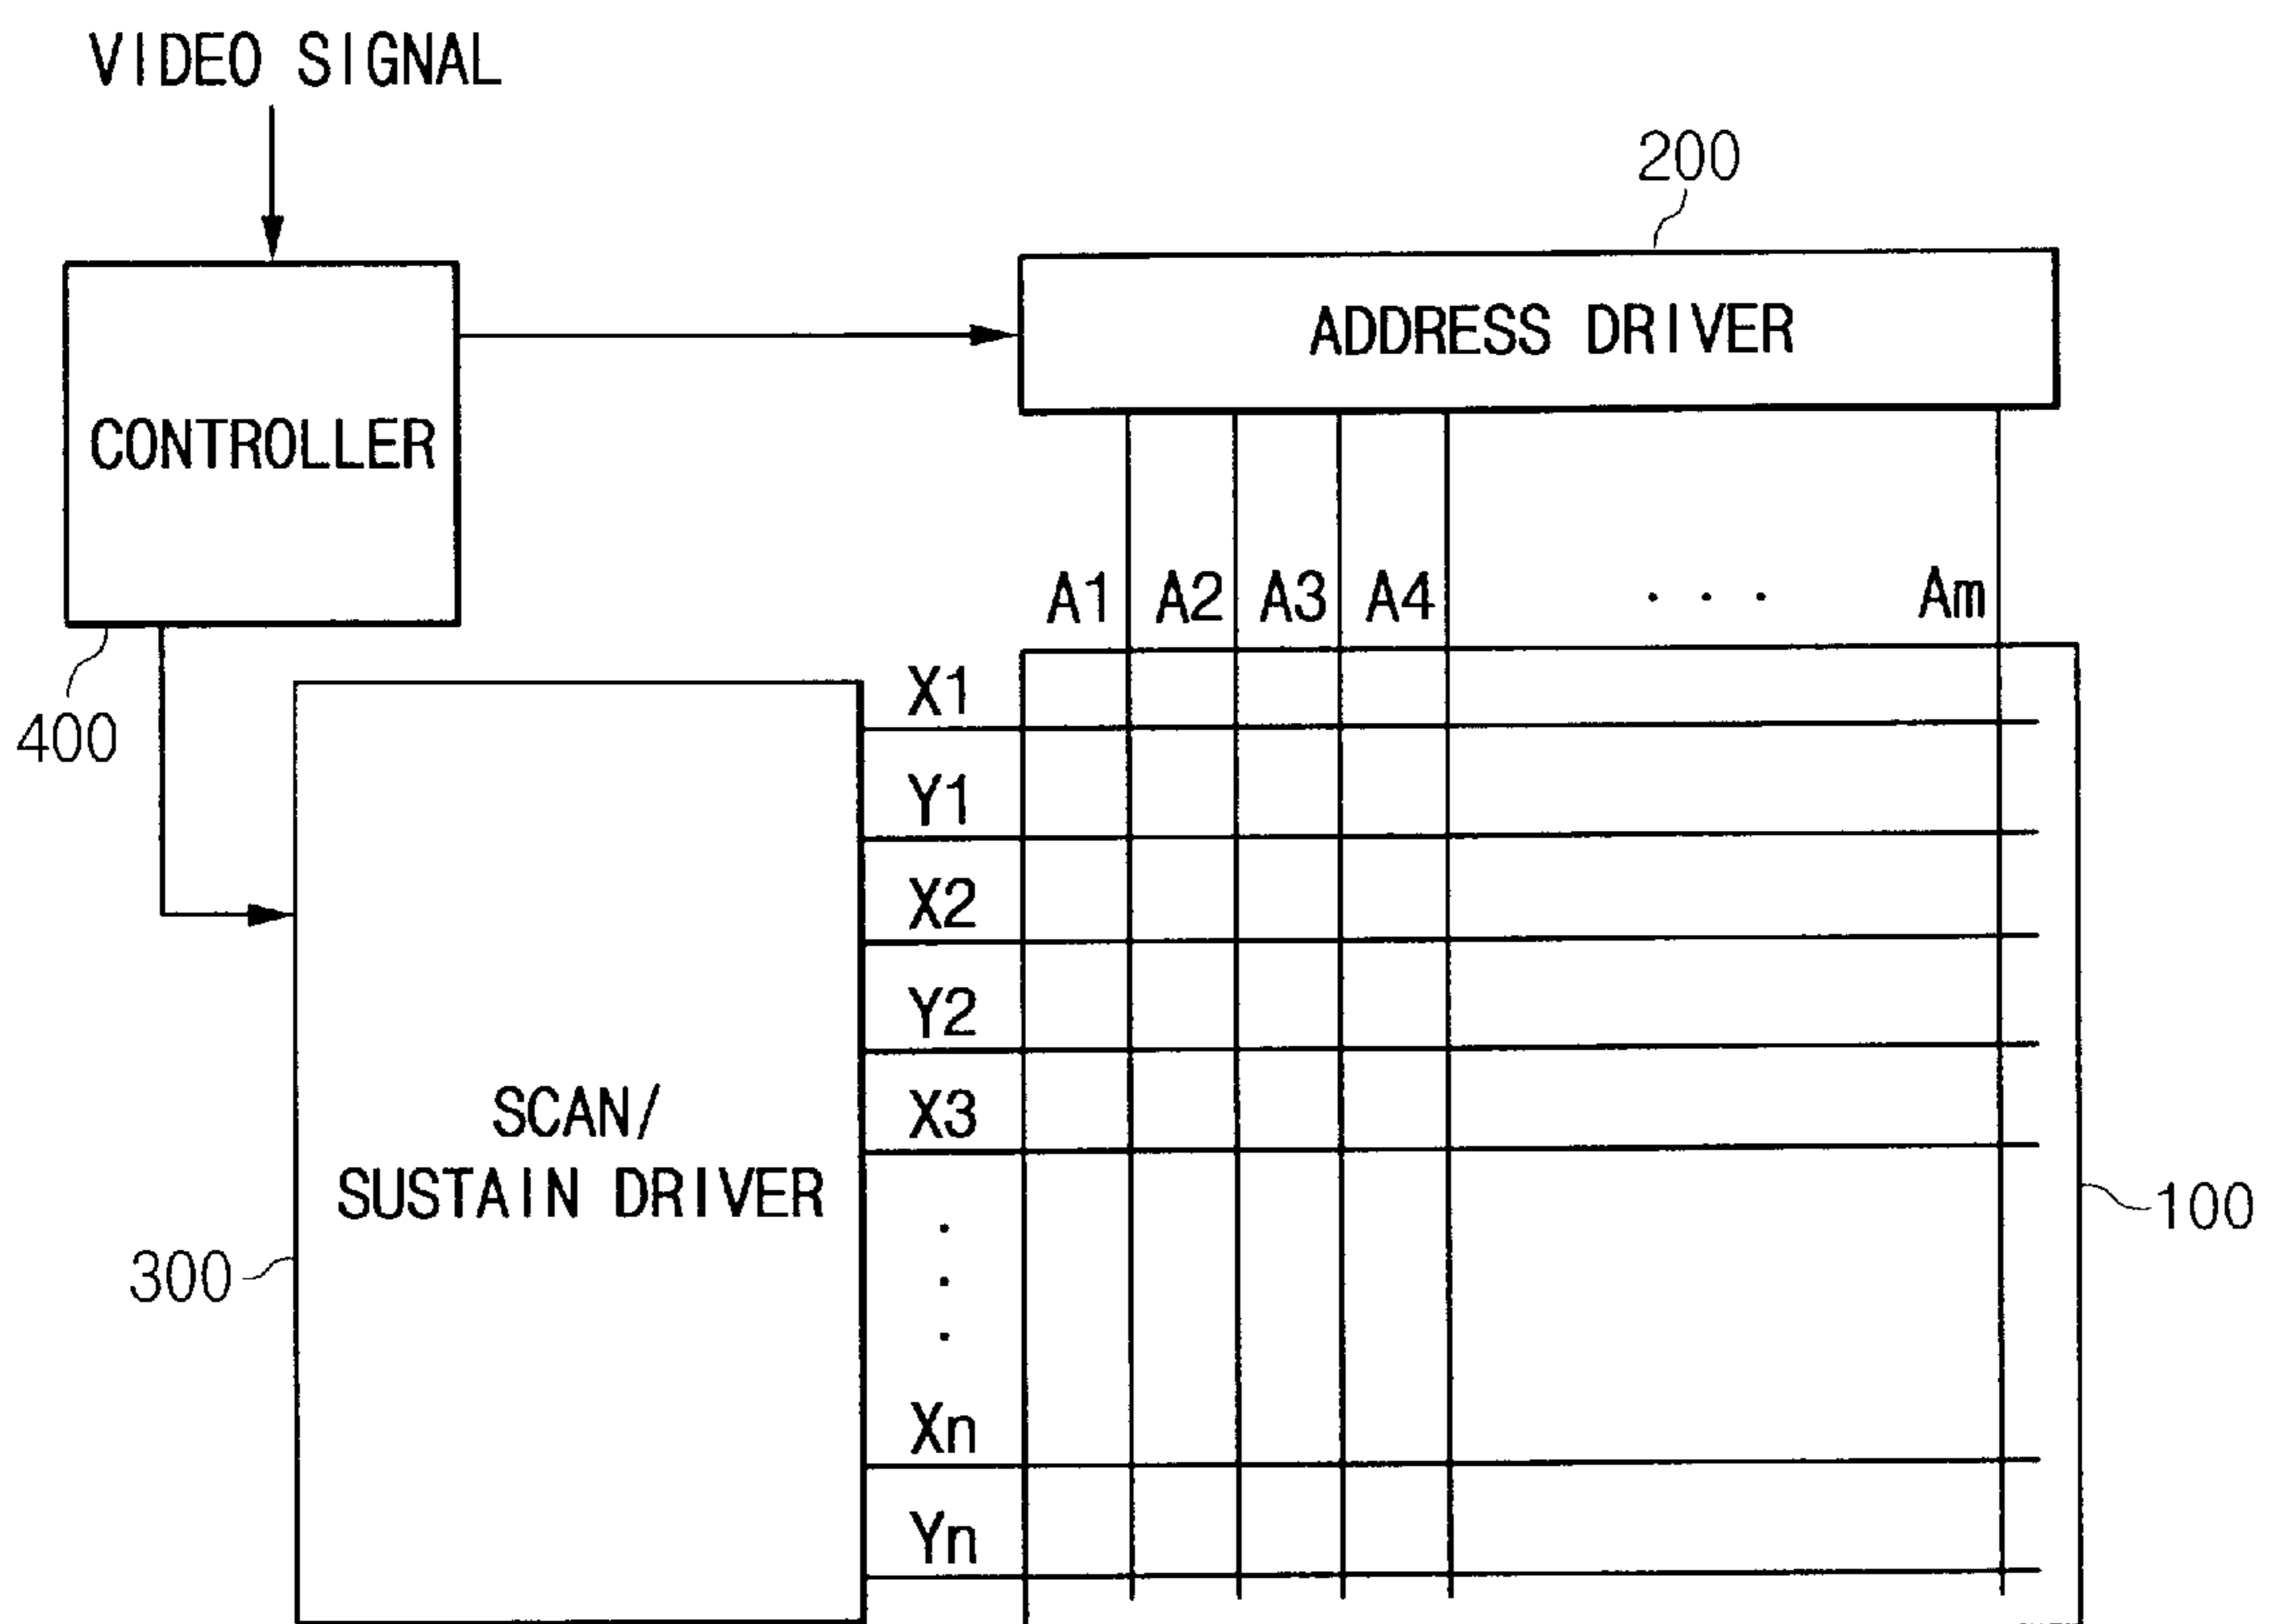 VIDEO SIGNAL
200
ADDRESS DRIVER
CONTROLLER
A1 A2 A3 A4 . . . Am
400
X1
Y1
X2
Y2
X3
SCAN/
SUSTAIN DRIVER
100
300
.
.
.
Xn
Yn